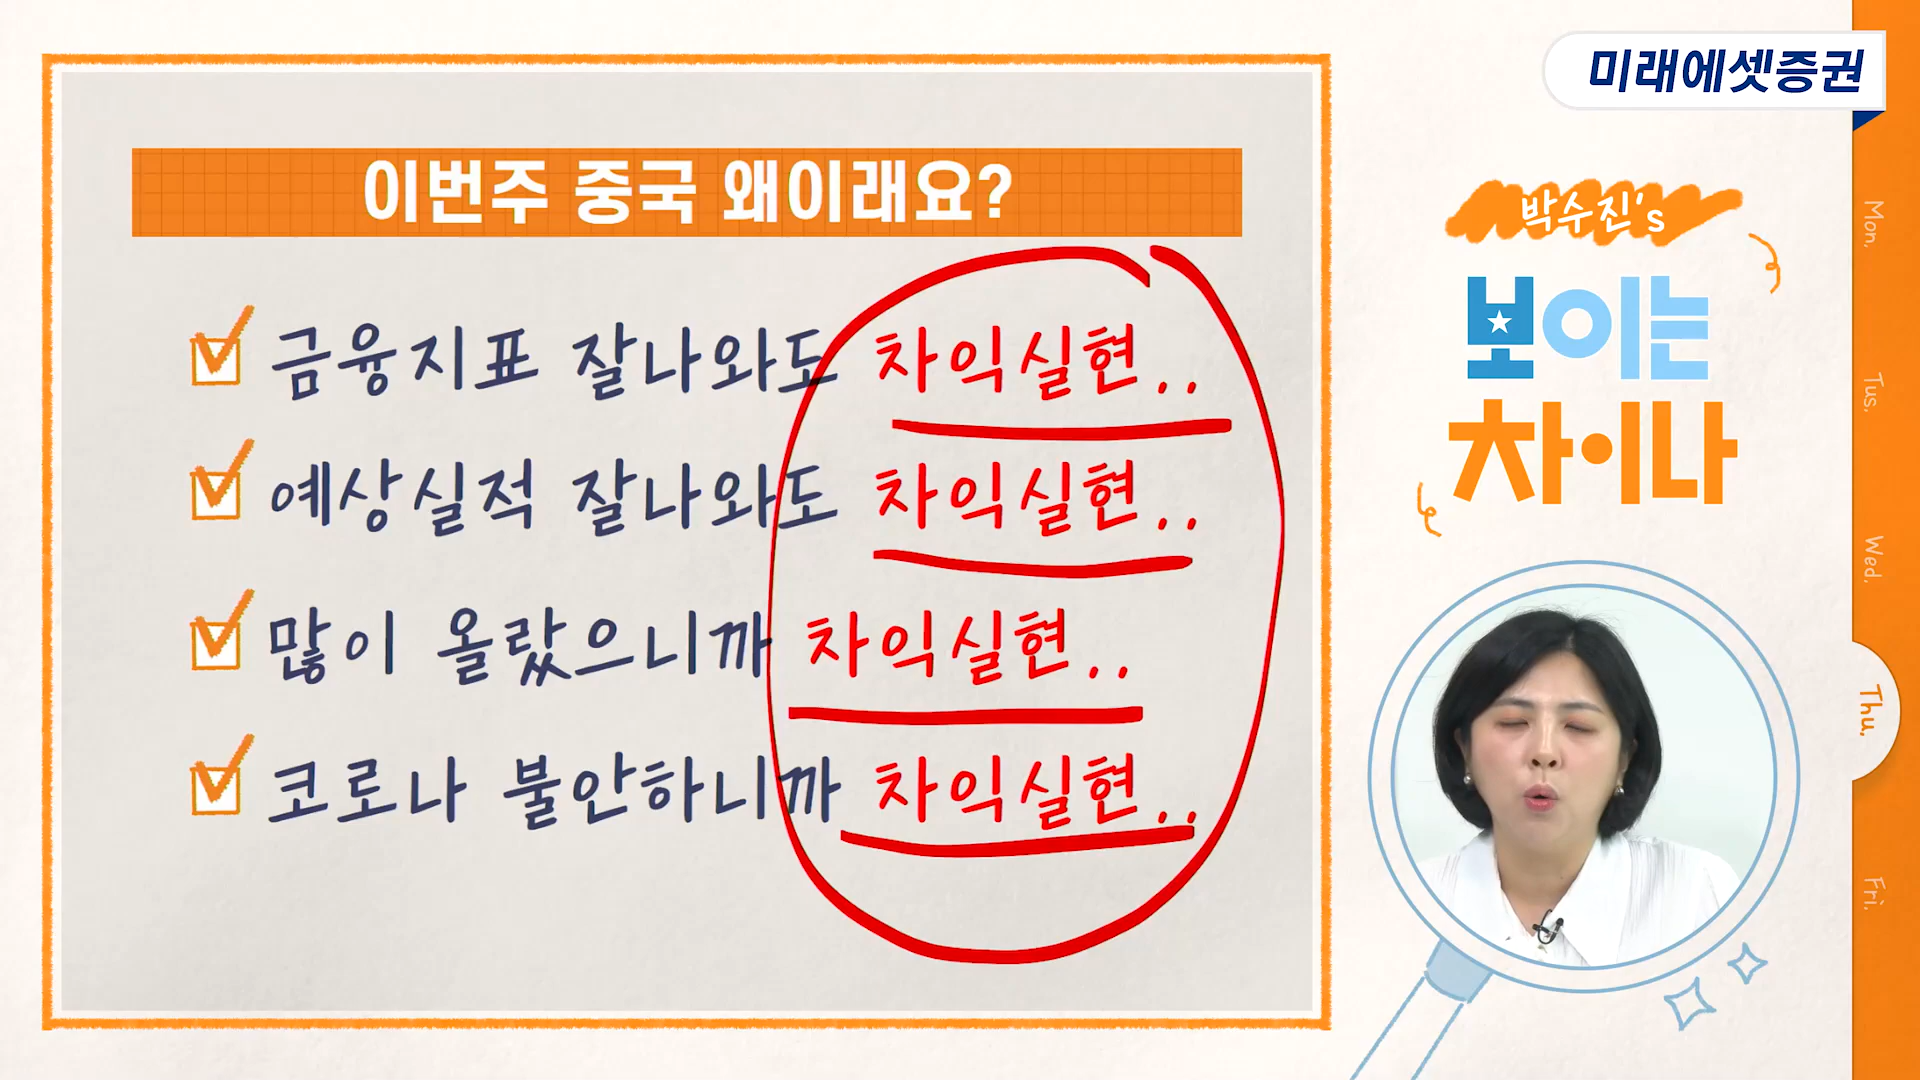 미래에셋증권
이번주 중국 왜이래요?
금융지표 잘나와도 차익실현..
예상실적 잘나와도 차익실현..
많이 올랐으니까 차익실현..
코로나 불안하니까 차익실현..
박수진's
보이는
차이나
Mon.
Tus.
Wed.
Thu.
Fri.